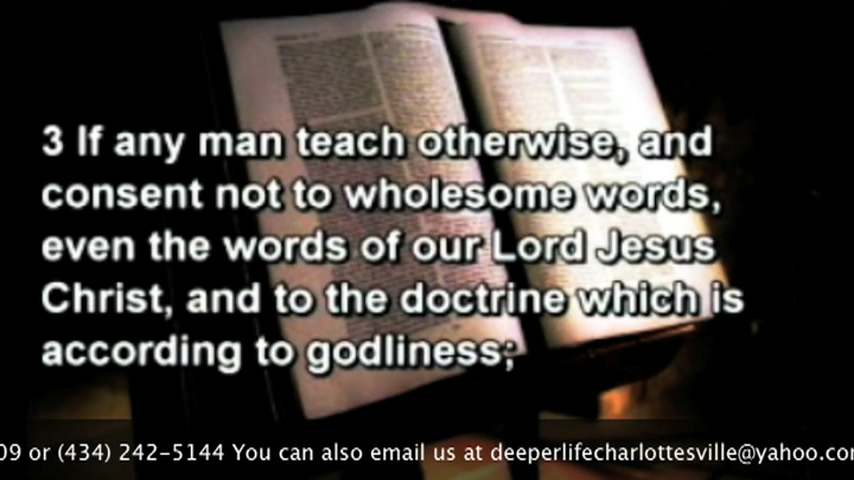 3 If any man teach otherwise, and
consent not to wholesome words,
even the words of our Lord Jesus
Christ, and to the doctrine which is
according to godliness;
09 or (434) 242-5144 You can also email us at deeperlifecharlottesville@yahoo.com